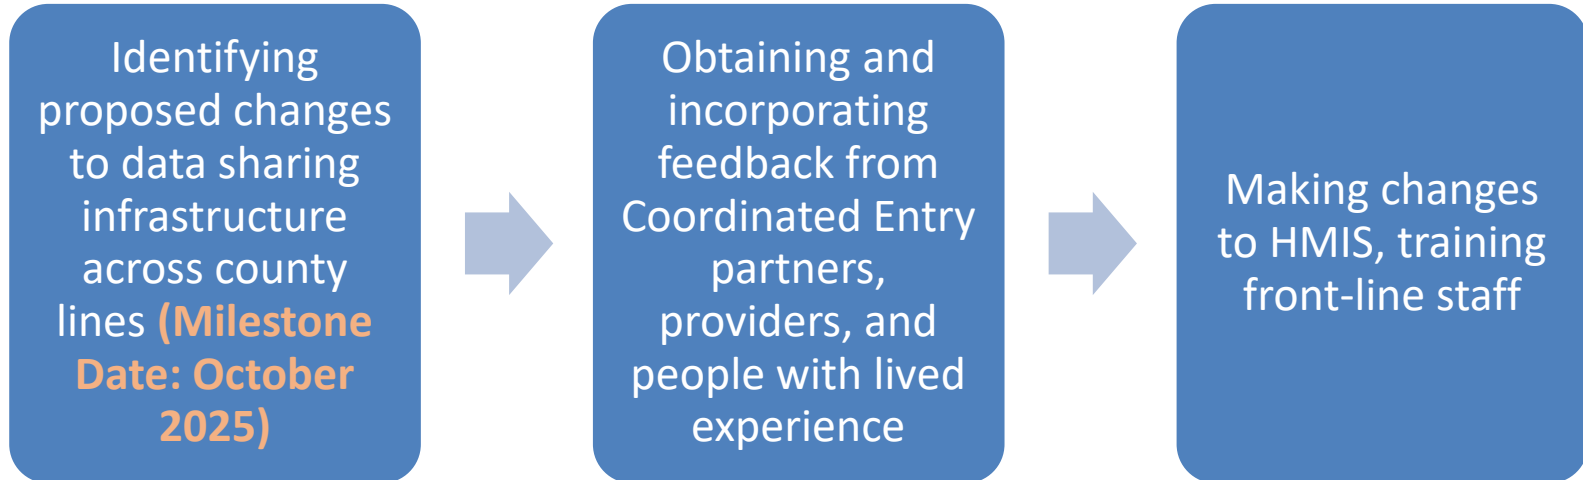 Identifying
proposed changes
to data sharing
infrastructure
across county
lines (Milestone
Date: October
2025)
Obtaining and
incorporating
feedback from
Coordinated Entry
partners,
providers, and
people with lived
experience
Making changes
to HMIS, training
front-line staff